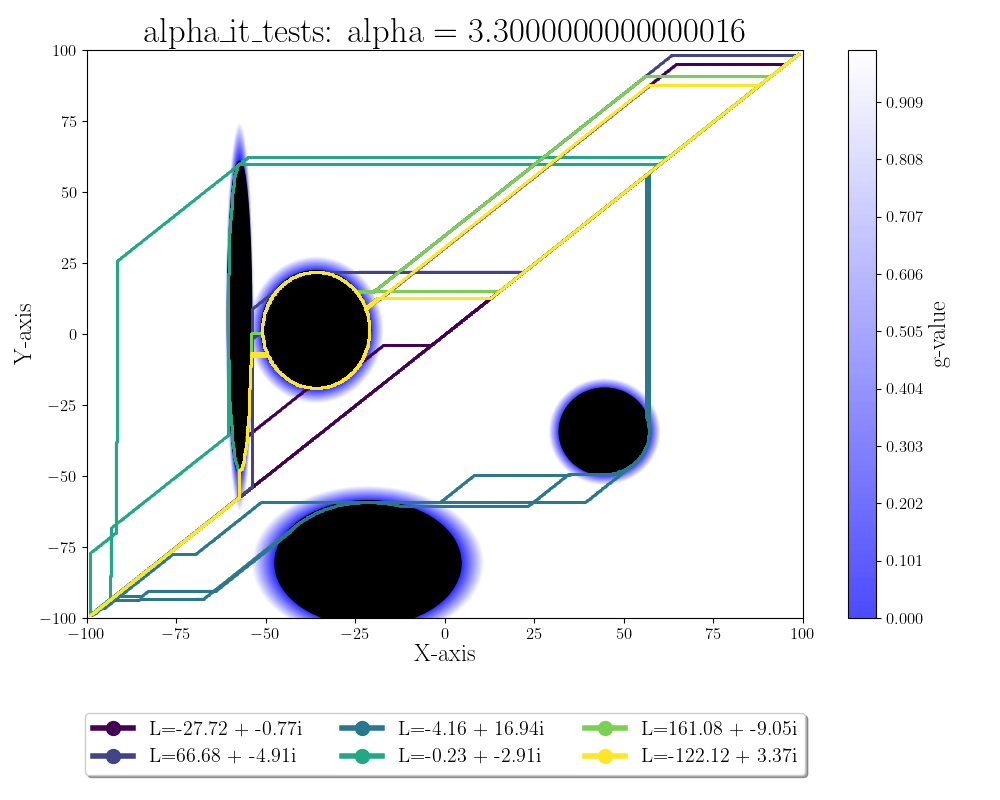 alpha_it_tests: alpha = 3.3000000000000016
100
75
50
25
0
−25
−50
−75
−100
Y-axis
−100 −75 −50 −25 0 25 50 75 100
X-axis
0.909
0.808
0.707
0.606
0.505
0.404
0.303
0.202
0.101
0.000
g-value
L=-27.72 + -0.77i L=-4.16 + 16.94i L=161.08 + -9.05i
L=66.68 + -4.91i L=-0.23 + -2.91i L=-122.12 + 3.37i